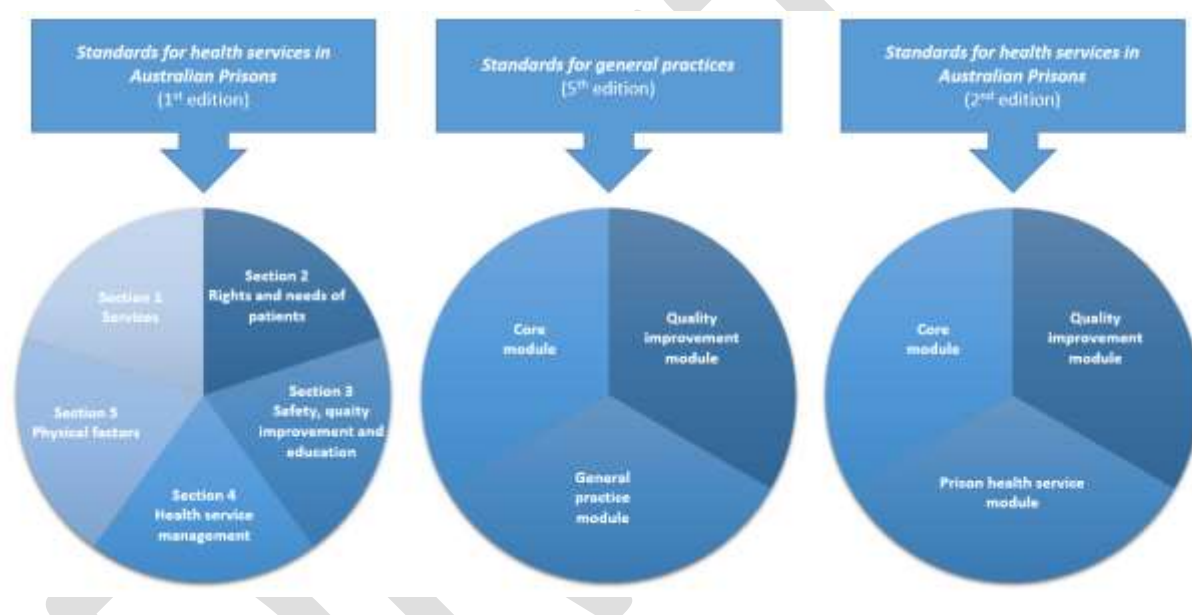 Standards for health services in
Australian Prisons
(1st edition)
Standards for general practices
(5th edition)
Standards for health services in
Australian Prisons
(2nd edition)
Section 1
Services
Section 2
Rights and needs of
patients
Section 3
Safety, quaity
improvement and
education
Section 4
Health service
management
Section 5
Physical factors
Core
module
Quality
improvement
module
General
practice
module
Core
module
Quality
improvement
module
Prison health service
module